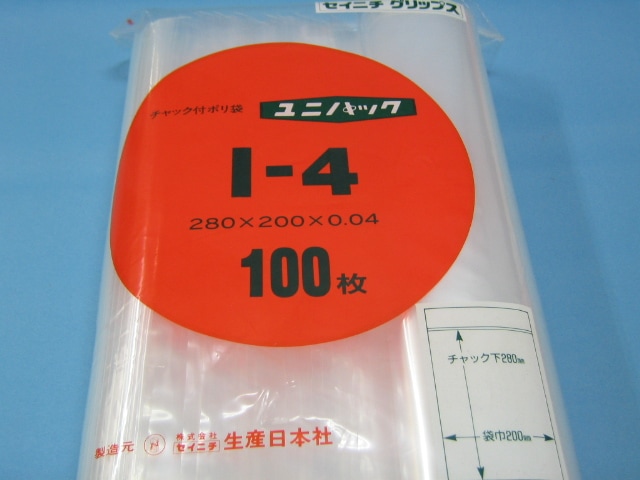 セイニチ グリップス
チャック付ポリ袋 ユニパック
I-4
280×200×0.04
100枚
チャック下280mm
袋巾200mm
製造元 株式会社 セイニチ 生産日本社